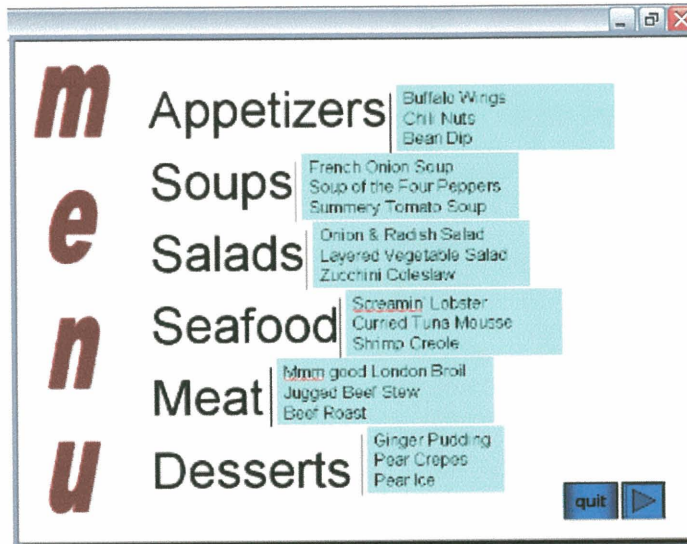 menu
Appetizers
Buffalo Wings
Chili Nuts
Bean Dip
Soups
French Onion Soup
Soup of the Four Peppers
Summery Tomato Soup
Salads
Onion & Radish Salad
Layered Vegetable Salad
Zucchini Coleslaw
Seafood
Screamin' Lobster
Curried Tuna Mousse
Shrimp Creole
Meat
Mmm good London Broil
Jugged Beef Stew
Beef Roast
Desserts
Ginger Pudding
Pear Crepes
Pear Ice
quit